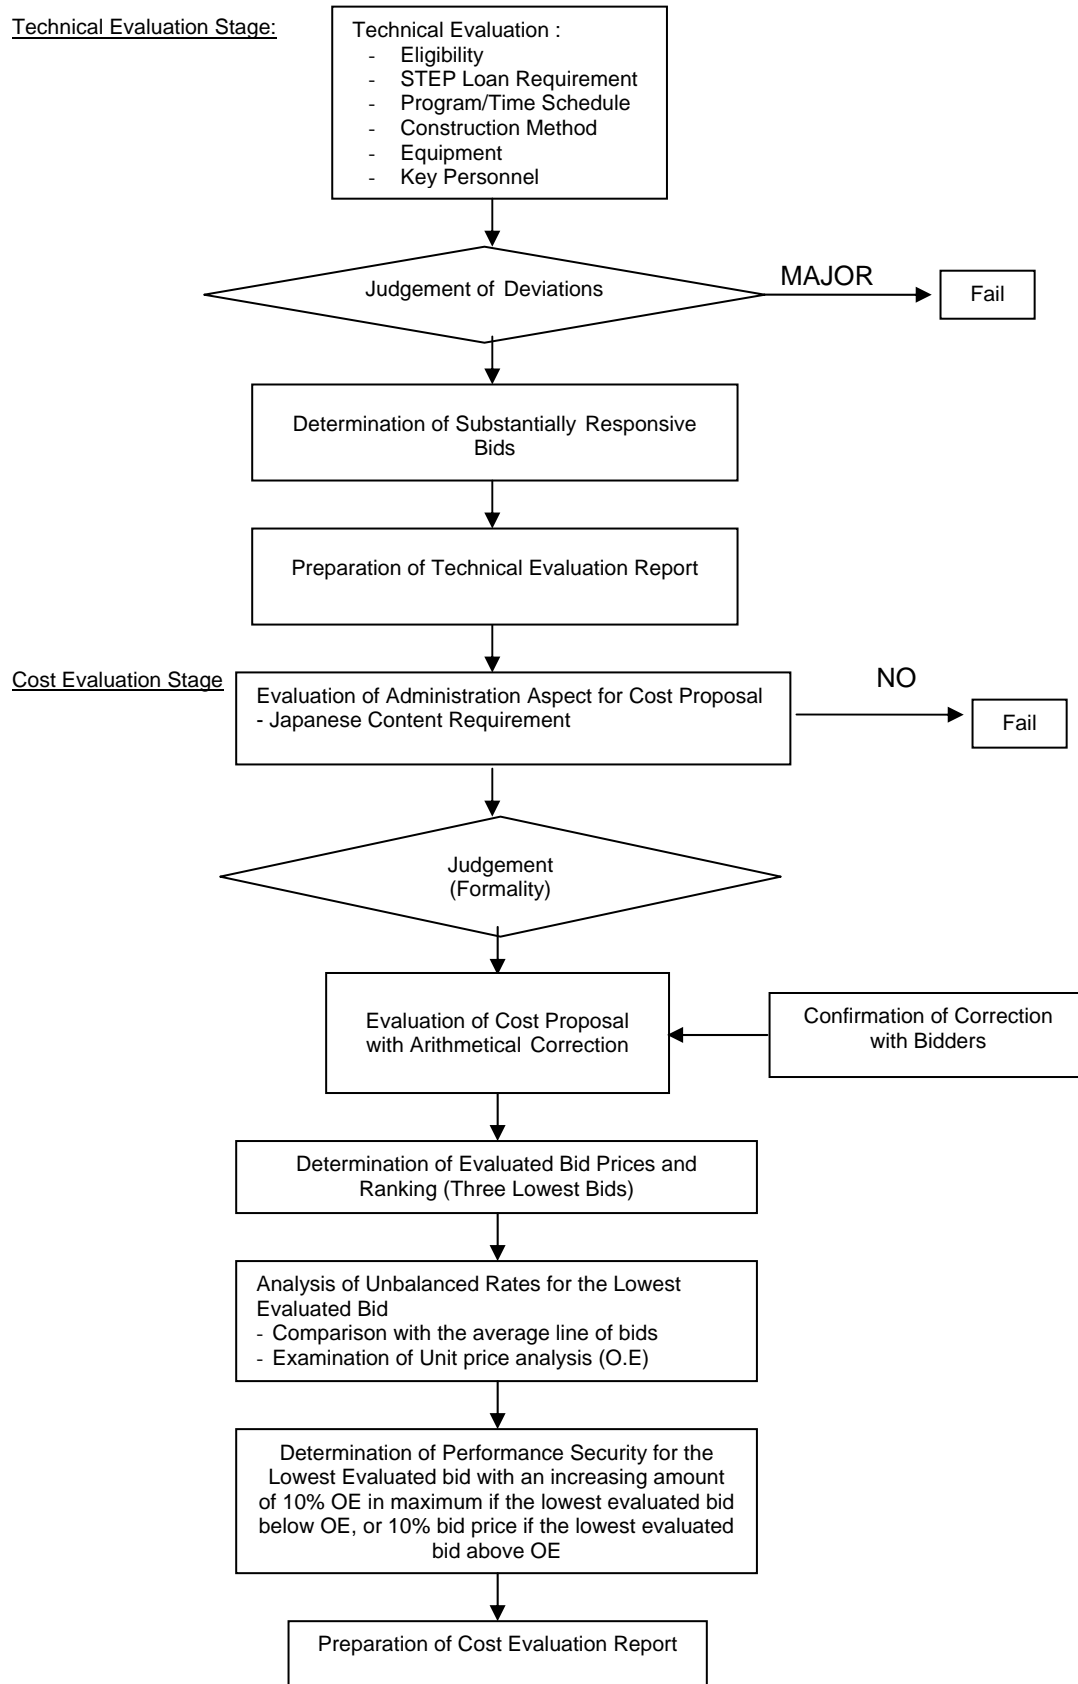 Technical Evaluation Stage:
Technical Evaluation :
- Eligibility
- STEP Loan Requirement
- Program/Time Schedule
- Construction Method
- Equipment
- Key Personnel
Judgement of Deviations
MAJOR
Fail
Determination of Substantially Responsive
Bids
Preparation of Technical Evaluation Report
Cost Evaluation Stage
Evaluation of Administration Aspect for Cost Proposal
- Japanese Content Requirement
NO
Fail
Judgement
(Formality)
Evaluation of Cost Proposal
with Arithmetical Correction
Confirmation of Correction
with Bidders
Determination of Evaluated Bid Prices and
Ranking (Three Lowest Bids)
Analysis of Unbalanced Rates for the Lowest
Evaluated Bid
- Comparison with the average line of bids
- Examination of Unit price analysis (O.E)
Determination of Performance Security for the
Lowest Evaluated bid with an increasing amount
of 10% OE in maximum if the lowest evaluated bid
below OE, or 10% bid price if the lowest evaluated
bid above OE
Preparation of Cost Evaluation Report